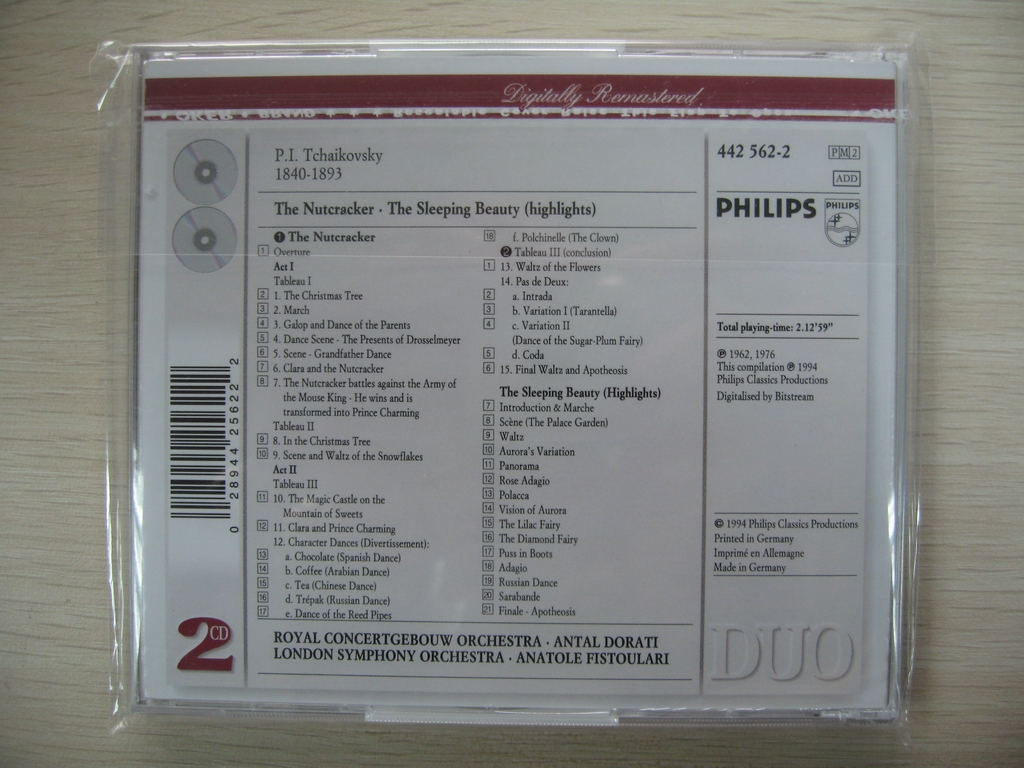 Digitally Remastered
P.I. Tchaikovsky
1840-1893
The Nutcracker · The Sleeping Beauty (highlights)
1 The Nutcracker
1 Overture
Act I
Tableau I
2 1. The Christmas Tree
3 2. March
4 3. Galop and Dance of the Parents
5 4. Dance Scene - The Presents of Drosselmeyer
6 5. Scene - Grandfather Dance
7 6. Clara and the Nutcracker
8 7. The Nutcracker battles against the Army of
the Mouse King - He wins and is
transformed into Prince Charming
Tableau II
9 8. In the Christmas Tree
10 9. Scene and Waltz of the Snowflakes
Act II
Tableau III
11 10. The Magic Castle on the
Mountain of Sweets
12 11. Clara and Prince Charming
12. Character Dances (Divertissement):
13 a. Chocolate (Spanish Dance)
14 b. Coffee (Arabian Dance)
15 c. Tea (Chinese Dance)
16 d. Trépak (Russian Dance)
17 e. Dance of the Reed Pipes
18 f. Polchinelle (The Clown)
2 Tableau III (conclusion)
1 13. Waltz of the Flowers
14. Pas de Deux:
2 a. Intrada
3 b. Variation I (Tarantella)
4 c. Variation II
(Dance of the Sugar-Plum Fairy)
5 d. Coda
6 15. Final Waltz and Apotheosis
The Sleeping Beauty (Highlights)
7 Introduction & Marche
8 Scène (The Palace Garden)
9 Waltz
10 Aurora's Variation
11 Panorama
12 Rose Adagio
13 Polacca
14 Vision of Aurora
15 The Lilac Fairy
16 The Diamond Fairy
17 Puss in Boots
18 Adagio
19 Russian Dance
20 Sarabande
21 Finale - Apotheosis
ROYAL CONCERTGEBOUW ORCHESTRA · ANTAL DORATI
LONDON SYMPHONY ORCHESTRA · ANATOLE FISTOULARI
442 562-2
PM2
ADD
PHILIPS
PHILIPS
Total playing-time: 2.12'59"
℗ 1962, 1976
This compilation ℗ 1994
Philips Classics Productions
Digitalised by Bitstream
© 1994 Philips Classics Productions
Printed in Germany
Imprimé en Allemagne
Made in Germany
DUO
0 28944 25622 2
2 CD